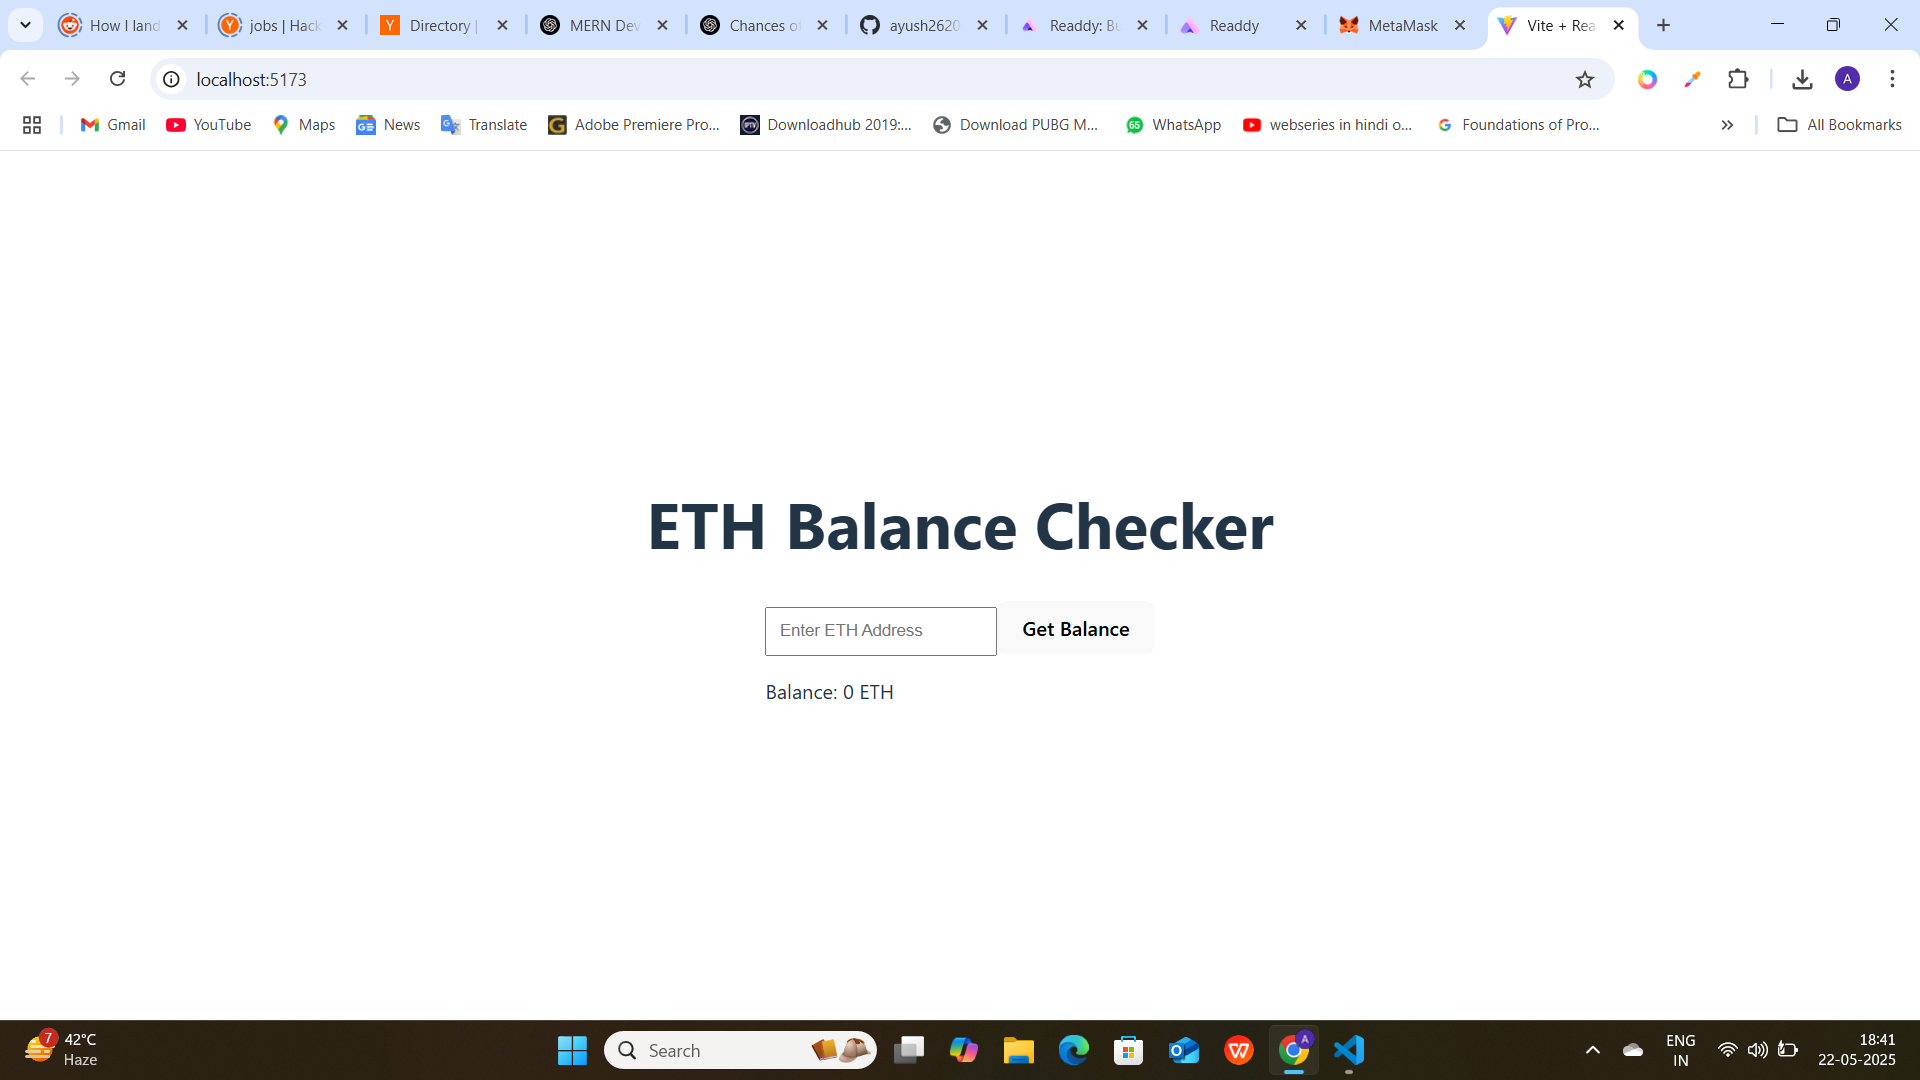 How I land
jobs | Hack
Directory |
MERN Dev
Chances of
ayush2620
Readdy: Bu
Readdy
MetaMask
Vite + Rea
localhost:5173
A
Gmail
YouTube
Maps
News
Translate
Adobe Premiere Pro...
Downloadhub 2019:...
Download PUBG M...
65
WhatsApp
webseries in hindi o...
Foundations of Pro...
All Bookmarks
ETH Balance Checker
Enter ETH Address
Get Balance
Balance: 0 ETH
7
42°C
Haze
Search
A
ENG
IN
18:41
22-05-2025